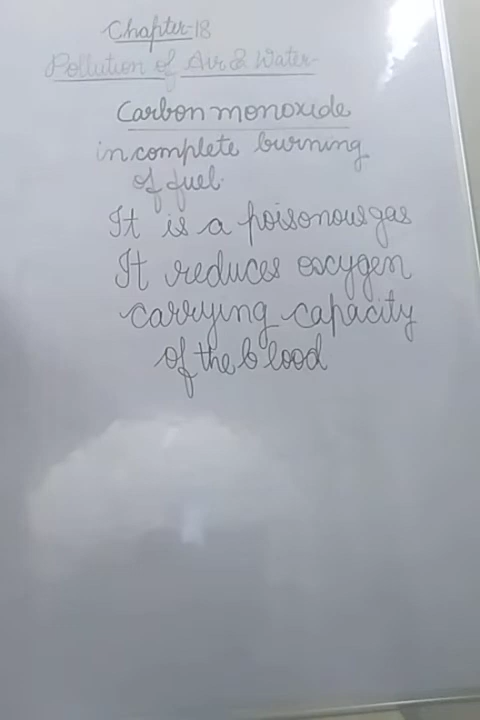 Chapter-18
Pollution of Air & Water-
Carbon monoxide
incomplete burning
of fuel.
It is a poisonous gas
It reduces oxygen
carrying capacity
of the blood